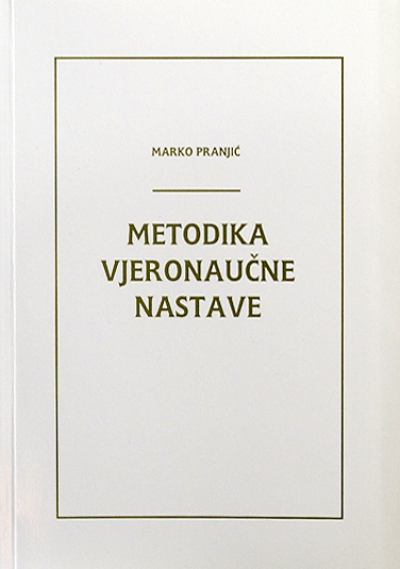 MARKO PRANJIĆ
METODIKA
VJERONAUČNE
NASTAVE